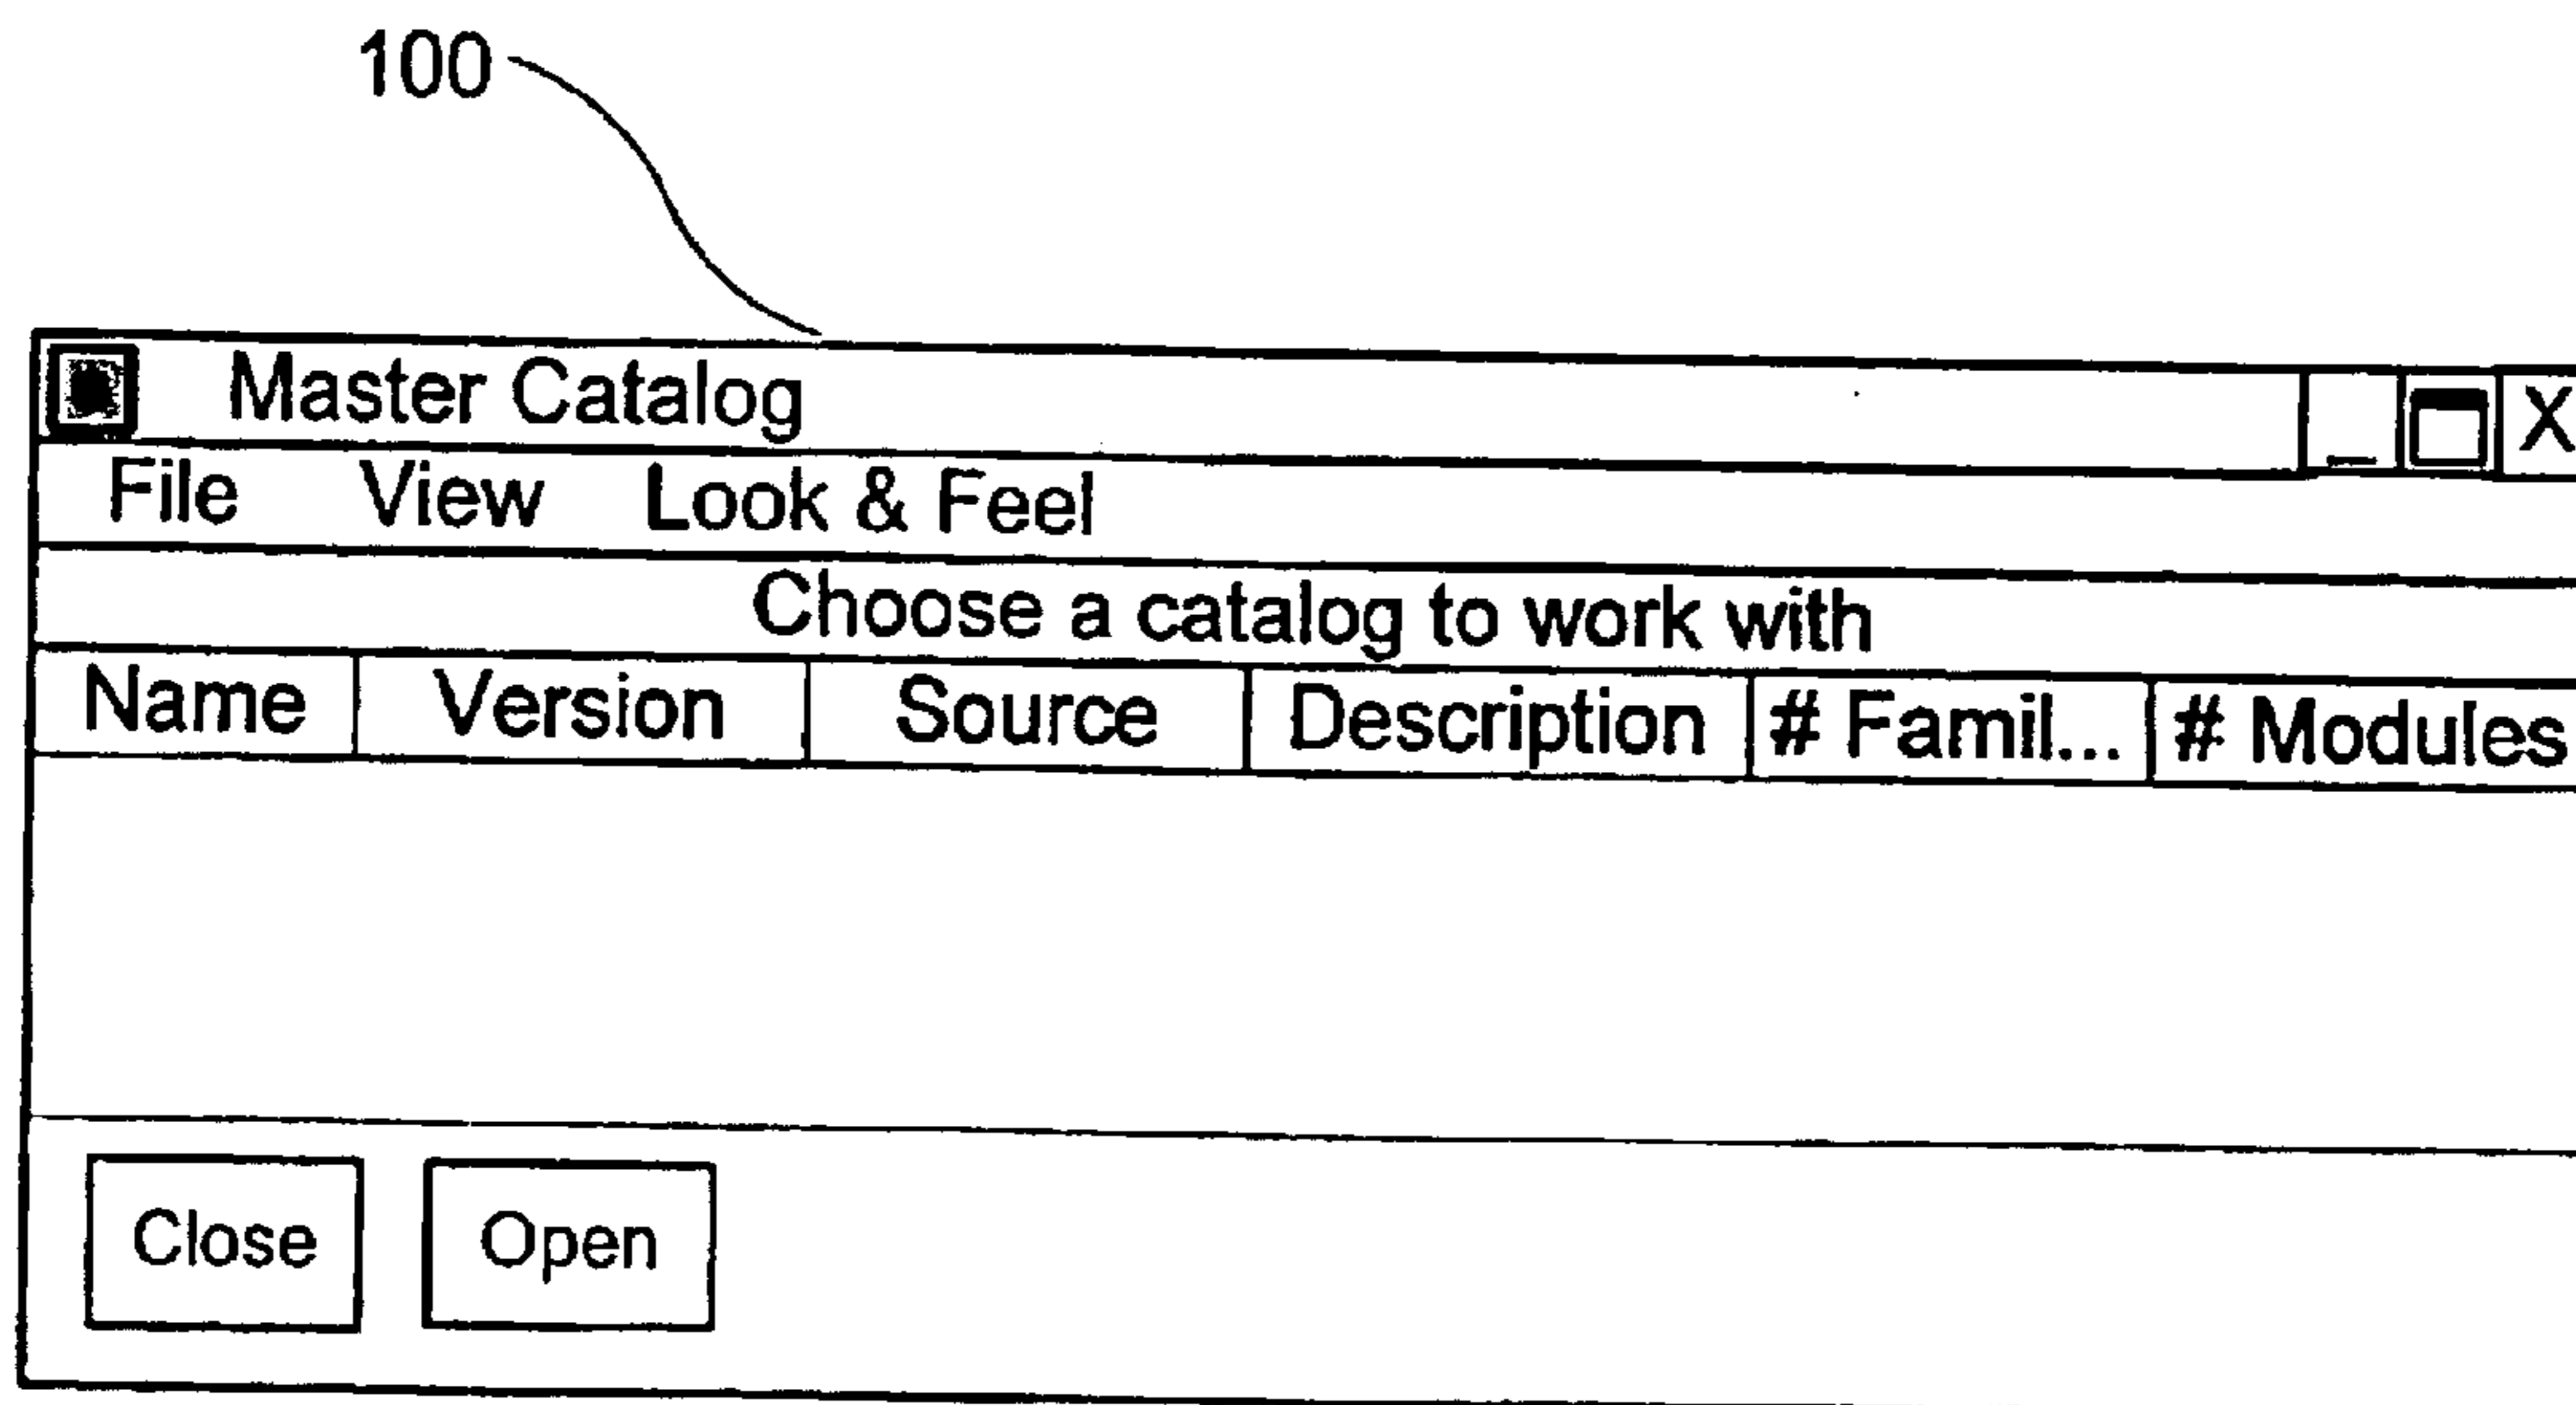 100
Master Catalog _ X
File View Look & Feel
Choose a catalog to work with
Name Version Source Description # Famil... # Modules
Close Open